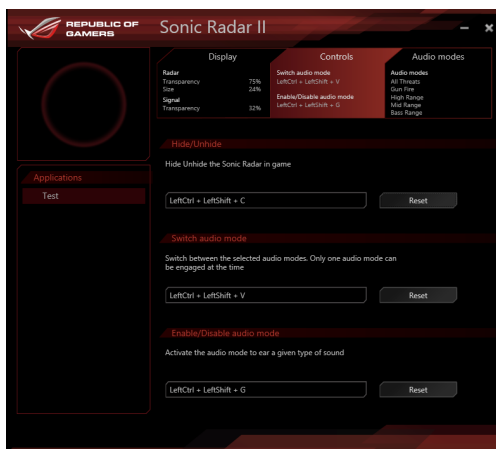 REPUBLIC OF
GAMERS
Sonic Radar II
Display
Radar
Transparency 75%
Size 24%
Signal
Transparency 32%
Controls
Switch audio mode
LeftCtrl + LeftShift + V
Enable/Disable audio mode
LeftCtrl + LeftShift + G
Audio modes
Audio modes
All Threats
Gun Fire
High Range
Mid Range
Bass Range
Applications
Test
Hide/Unhide
Hide Unhide the Sonic Radar in game
LeftCtrl + LeftShift + C
Reset
Switch audio mode
Switch between the selected audio modes. Only one audio mode can
be engaged at the time
LeftCtrl + LeftShift + V
Reset
Enable/Disable audio mode
Activate the audio mode to ear a given type of sound
LeftCtrl + LeftShift + G
Reset